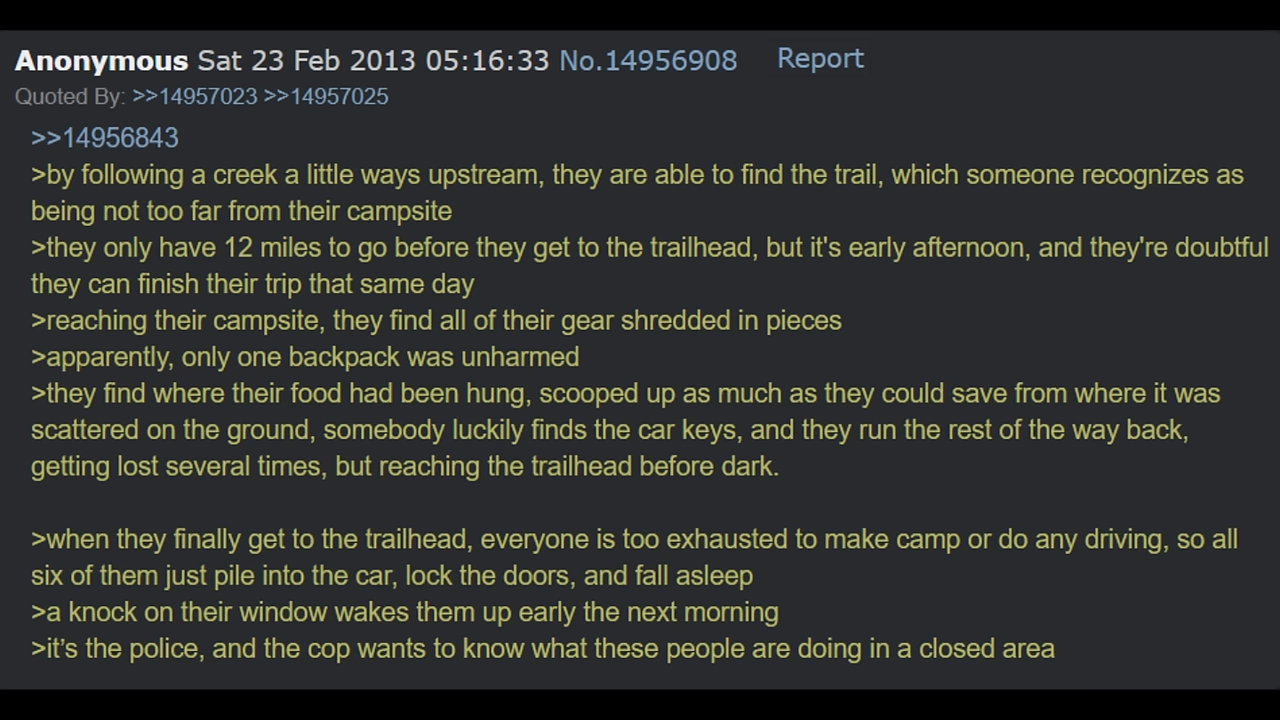 Anonymous Sat 23 Feb 2013 05:16:33 No.14956908 Report
Quoted By: >>14957023 >>14957025
>>14956843
>by following a creek a little ways upstream, they are able to find the trail, which someone recognizes as
being not too far from their campsite
>they only have 12 miles to go before they get to the trailhead, but it's early afternoon, and they're doubtful
they can finish their trip that same day
>reaching their campsite, they find all of their gear shredded in pieces
>apparently, only one backpack was unharmed
>they find where their food had been hung, scooped up as much as they could save from where it was
scattered on the ground, somebody luckily finds the car keys, and they run the rest of the way back,
getting lost several times, but reaching the trailhead before dark.
>when they finally get to the trailhead, everyone is too exhausted to make camp or do any driving, so all
six of them just pile into the car, lock the doors, and fall asleep
>a knock on their window wakes them up early the next morning
>it’s the police, and the cop wants to know what these people are doing in a closed area